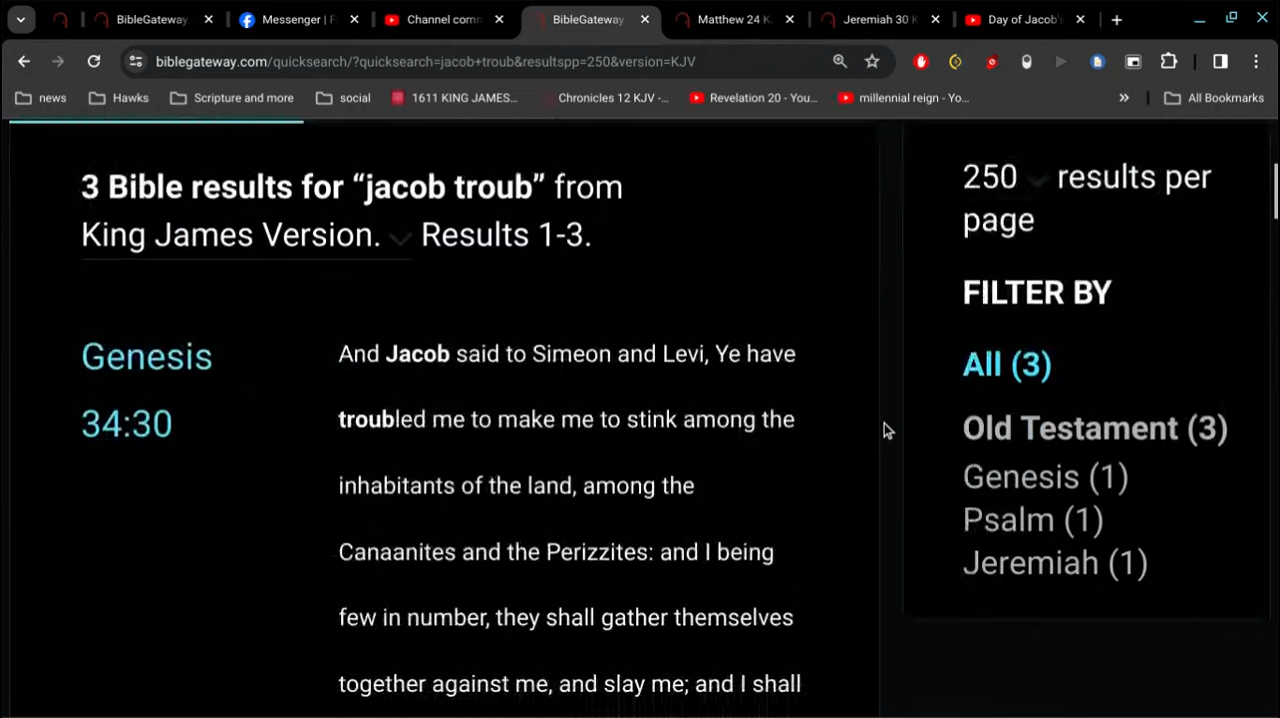 BibleGateway
Messenger | F
Channel comm
BibleGateway
Matthew 24 K
Jeremiah 30 K
Day of Jacob's
biblegateway.com/quicksearch/?quicksearch=jacob+troub&resultspp=250&version=KJV
news
Hawks
Scripture and more
social
1611 KING JAMES...
Chronicles 12 KJV -...
Revelation 20 - You...
millennial reign - Yo...
»
All Bookmarks
3 Bible results for “jacob troub” from
King James Version. Results 1-3.
Genesis
34:30
And Jacob said to Simeon and Levi, Ye have
troubled me to make me to stink among the
inhabitants of the land, among the
Canaanites and the Perizzites: and I being
few in number, they shall gather themselves
together against me, and slay me; and I shall
250 results per
page
FILTER BY
All (3)
Old Testament (3)
Genesis (1)
Psalm (1)
Jeremiah (1)